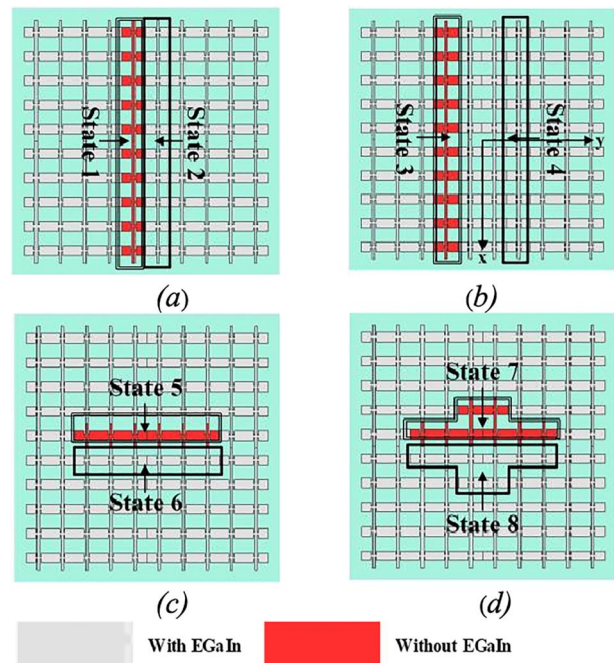 State 1
State 2
(a)
State 3
State 4
y
x
(b)
State 5
State 6
(c)
State 7
State 8
(d)
With EGaIn
Without EGaIn